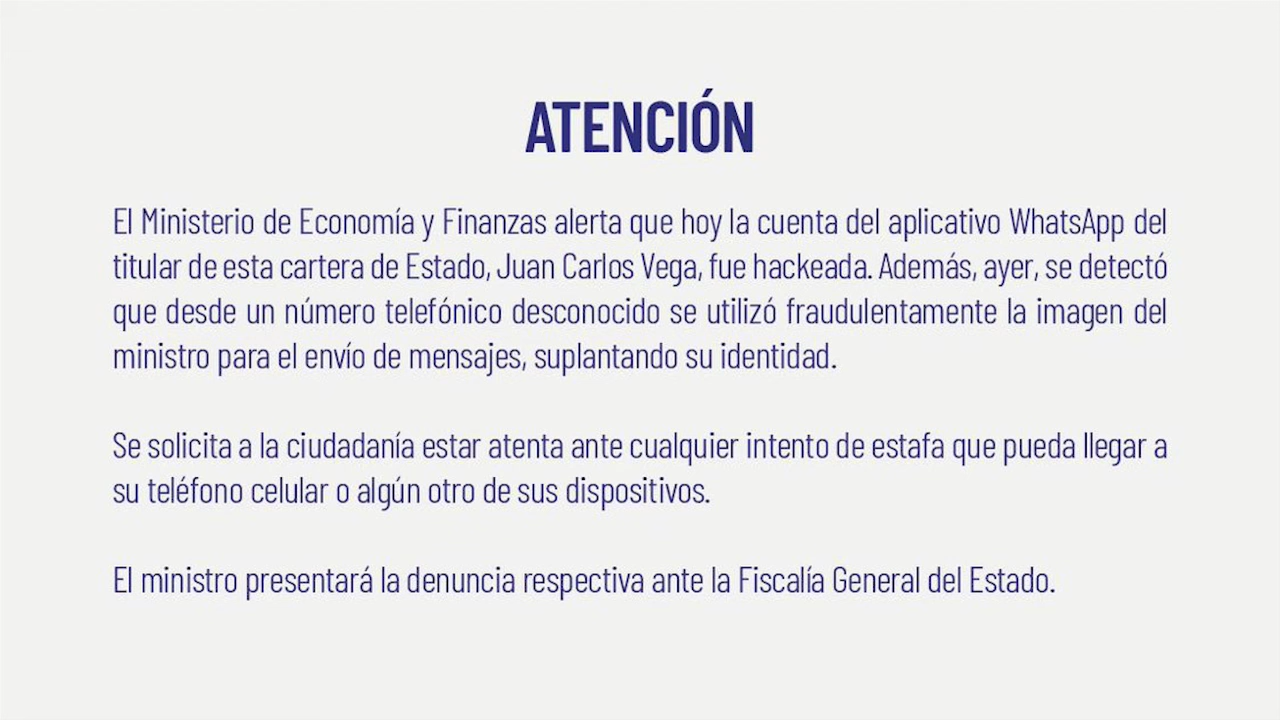 ATENCIÓN
El Ministerio de Economía y Finanzas alerta que hoy la cuenta del aplicativo WhatsApp del
titular de esta cartera de Estado, Juan Carlos Vega, fue hackeada. Además, ayer, se detectó
que desde un número telefónico desconocido se utilizó fraudulentamente la imagen del
ministro para el envío de mensajes, suplantando su identidad.
Se solicita a la ciudadanía estar atenta ante cualquier intento de estafa que pueda llegar a
su teléfono celular o algún otro de sus dispositivos.
El ministro presentará la denuncia respectiva ante la Fiscalía General del Estado.